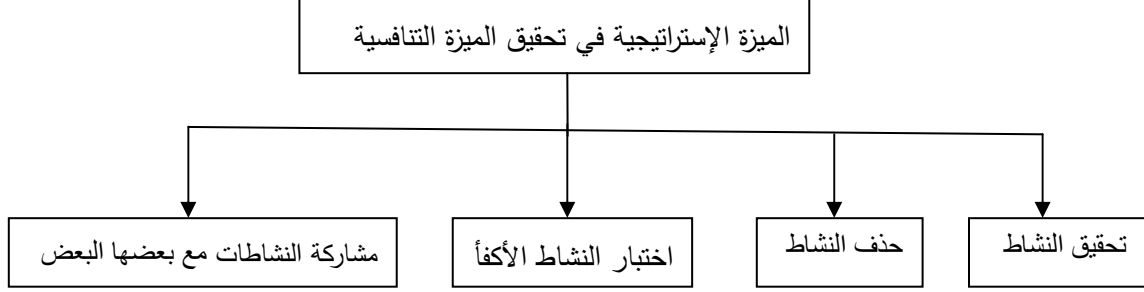 الميزة الإستراتيجية في تحقيق الميزة التنافسية
تحقيق النشاط
حذف النشاط
اختبار النشاط الأكفأ
مشاركة النشاطات مع بعضها البعض